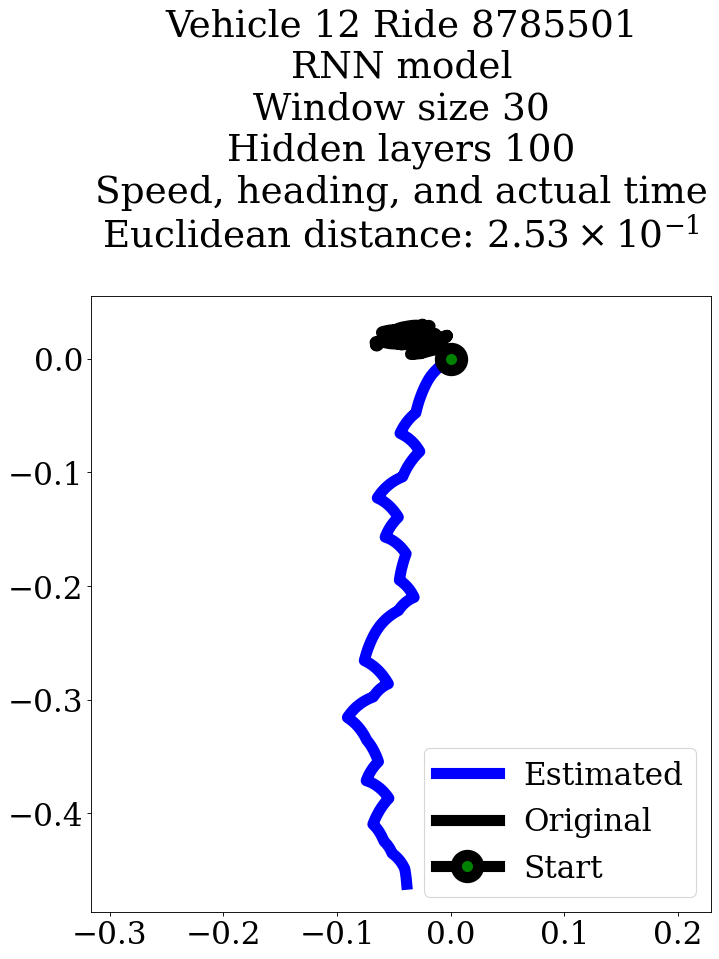 Vehicle 12 Ride 8785501
RNN model
Window size 30
Hidden layers 100
Speed, heading, and actual time
Euclidean distance: 2.53 × 10⁻¹
0.0
−0.1
−0.2
−0.3
−0.4
Estimated
Original
Start
−0.3 −0.2 −0.1 0.0 0.1 0.2